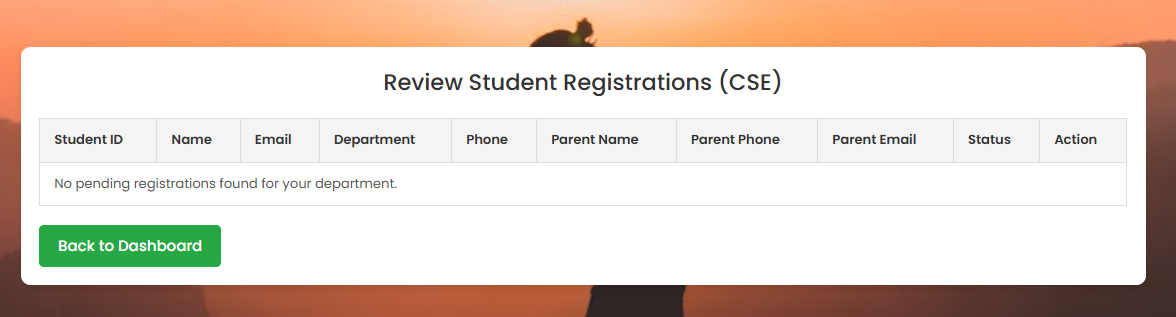 Review Student Registrations (CSE)
Student ID Name Email Department Phone Parent Name Parent Phone Parent Email Status Action
No pending registrations found for your department.
Back to Dashboard